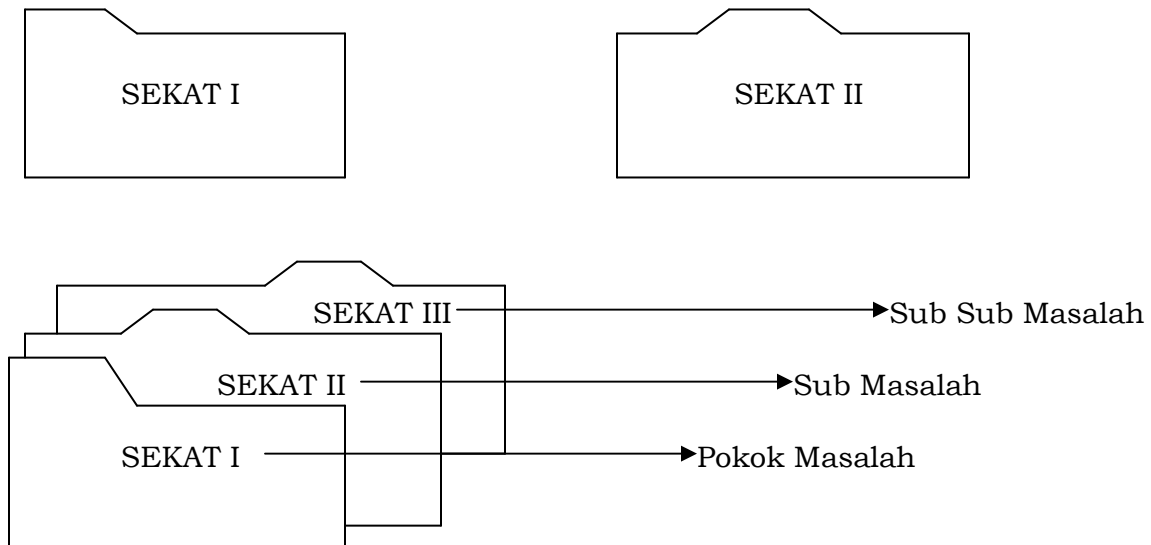 SEKAT I
SEKAT II
SEKAT III
Sub Sub Masalah
SEKAT II
Sub Masalah
SEKAT I
Pokok Masalah